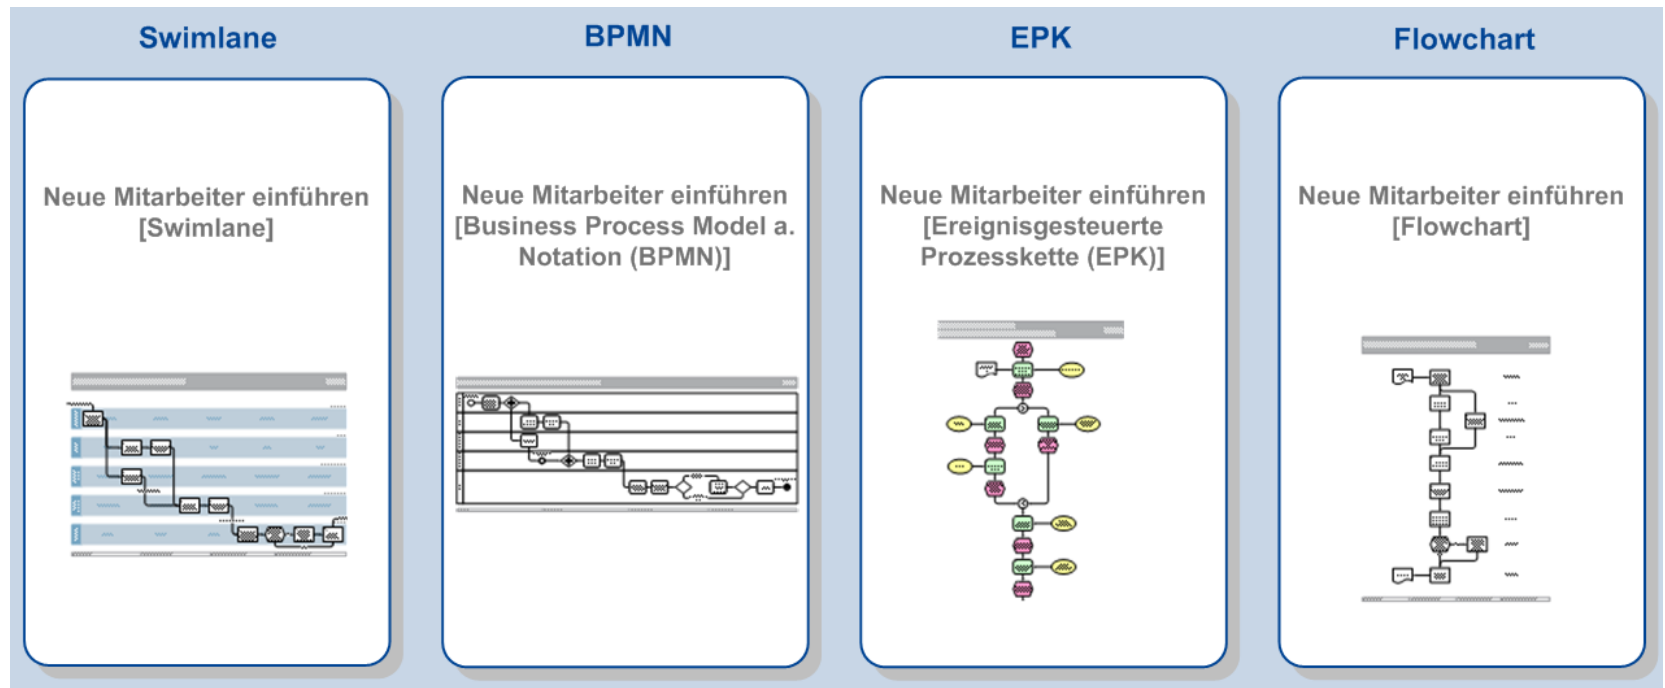 Swimlane
Neue Mitarbeiter einführen
[Swimlane]
BPMN
Neue Mitarbeiter einführen
[Business Process Model a.
Notation (BPMN)]
EPK
Neue Mitarbeiter einführen
[Ereignisgesteuerte
Prozesskette (EPK)]
Flowchart
Neue Mitarbeiter einführen
[Flowchart]